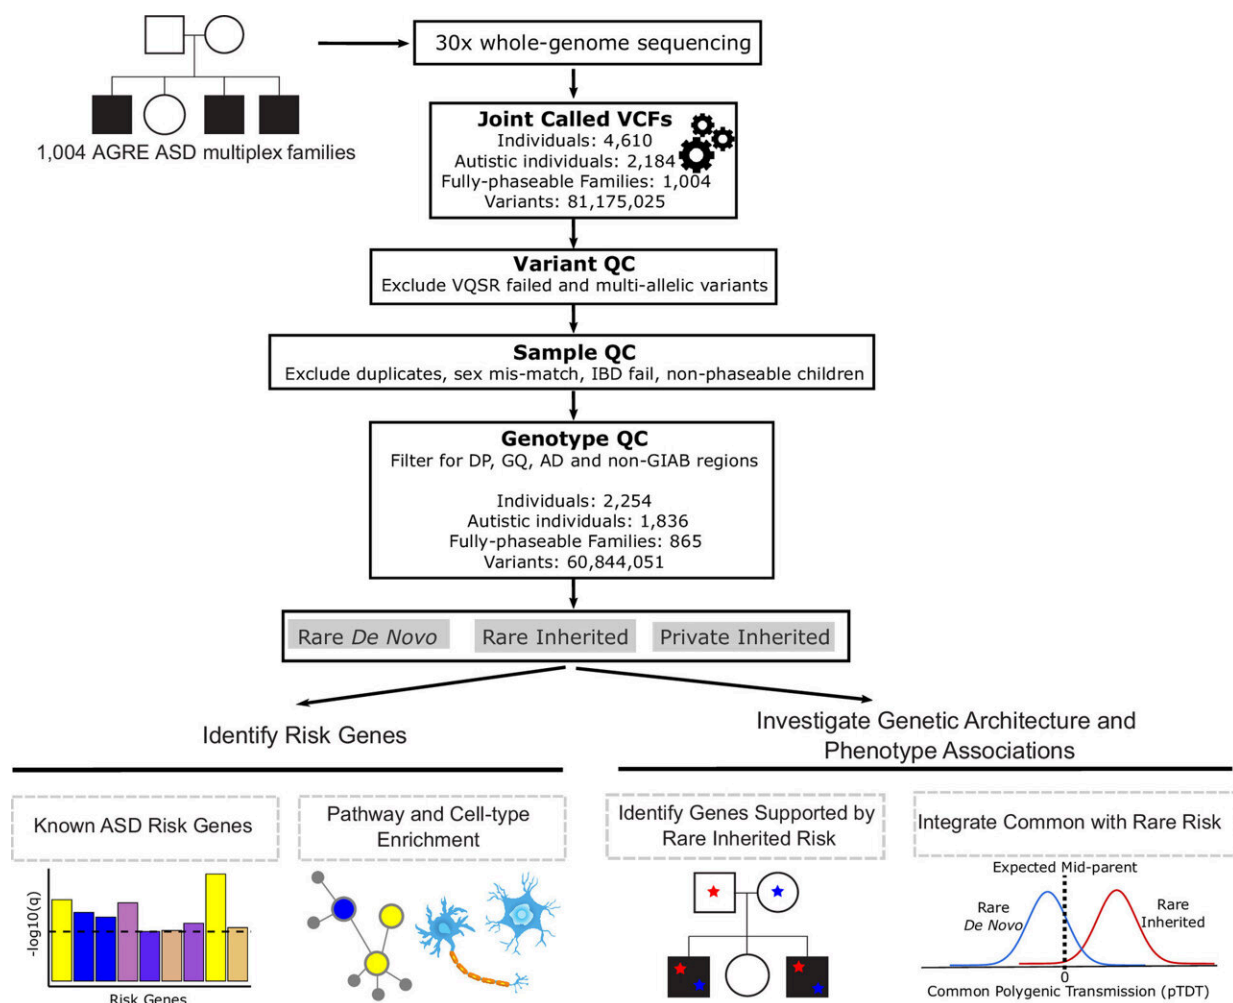 30x whole-genome sequencing
1,004 AGRE ASD multiplex families
Joint Called VCFs
Individuals: 4,610
Autistic individuals: 2,184
Fully-phaseable Families: 1,004
Variants: 81,175,025
Variant QC
Exclude VQSR failed and multi-allelic variants
Sample QC
Exclude duplicates, sex mis-match, IBD fail, non-phaseable children
Genotype QC
Filter for DP, GQ, AD and non-GIAB regions
Individuals: 2,254
Autistic individuals: 1,836
Fully-phaseable Families: 865
Variants: 60,844,051
Rare De Novo
Rare Inherited
Private Inherited
Identify Risk Genes
Known ASD Risk Genes
-log10(q)
Risk Genes
Pathway and Cell-type
Enrichment
Investigate Genetic Architecture and
Phenotype Associations
Identify Genes Supported by
Rare Inherited Risk
Integrate Common with Rare Risk
Expected Mid-parent
Rare
De Novo
Rare
Inherited
0
Common Polygenic Transmission (pTDT)